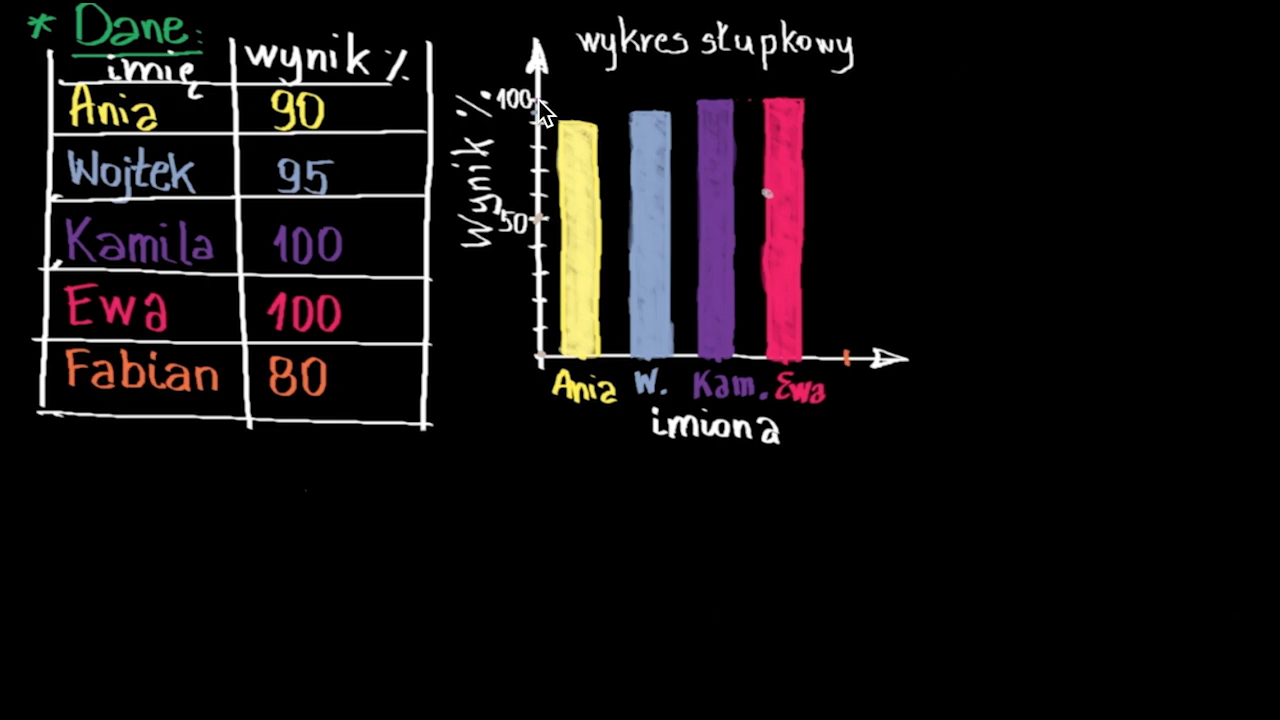 * Dane:
imię wynik %
Ania 90
Wojtek 95
Kamila 100
Ewa 100
Fabian 80
wykres słupkowy
Wynik %
100
50
Ania W. Kam. Ewa
imiona